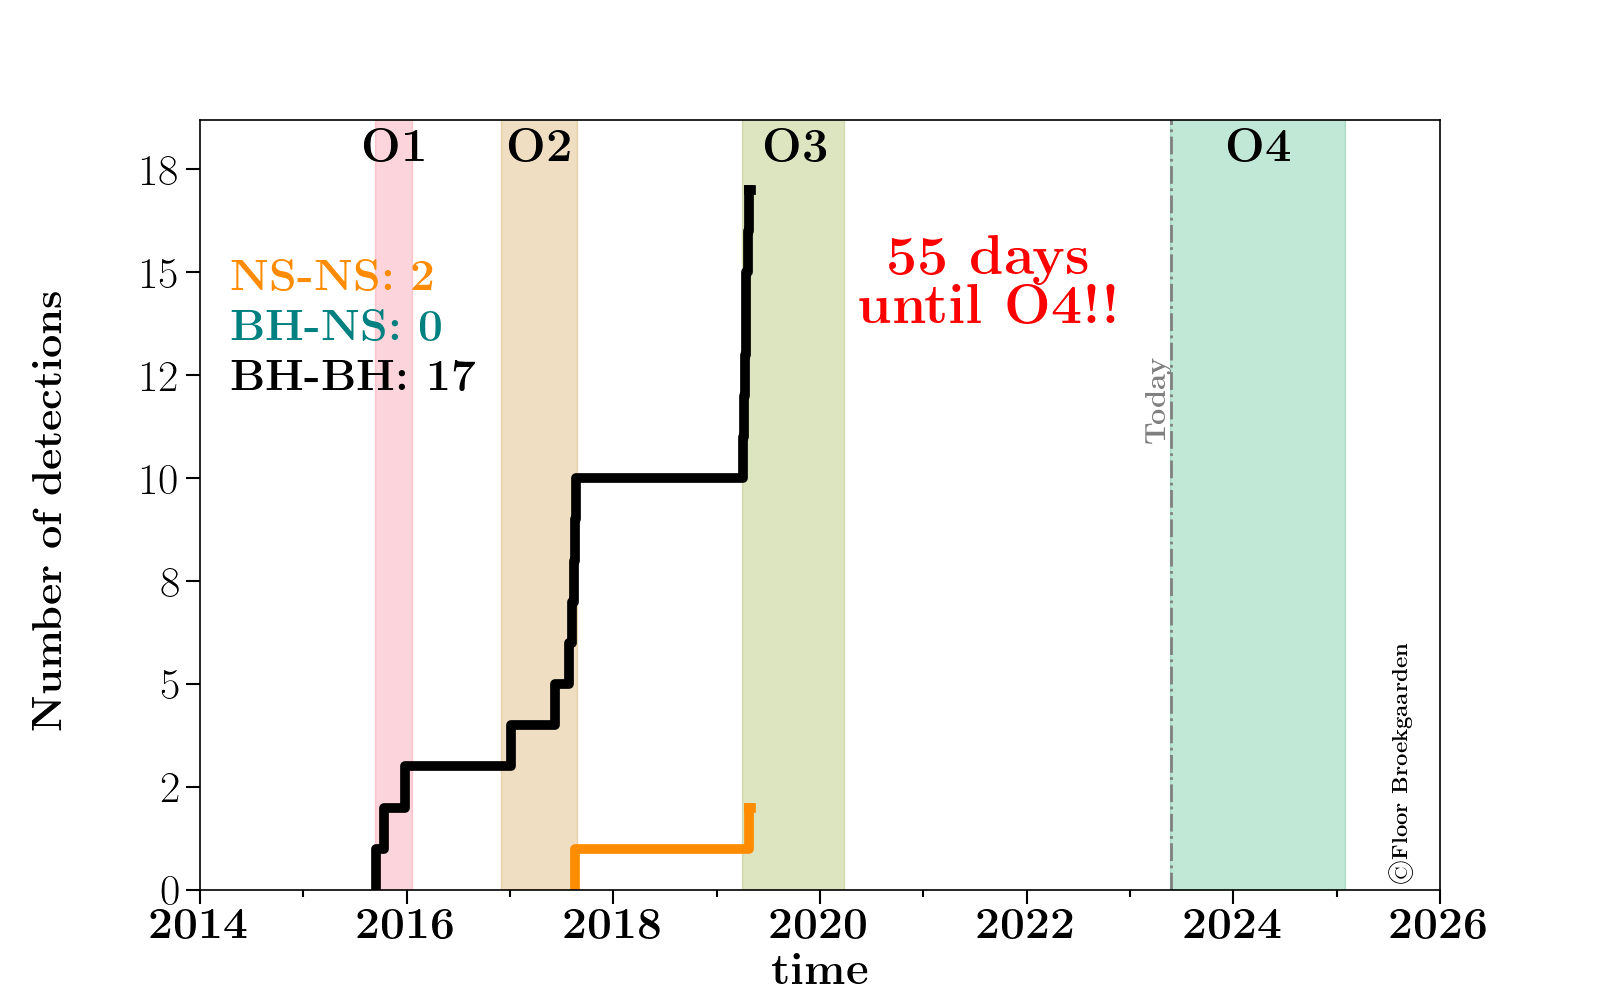 O1 O2 O3 O4
18
15
12
10
8
5
2
0
Number of detections
NS-NS: 2
BH-NS: 0
BH-BH: 17
55 days
until O4!!
Today
©Floor Broekgaarden
2014 2016 2018 2020 2022 2024 2026
time